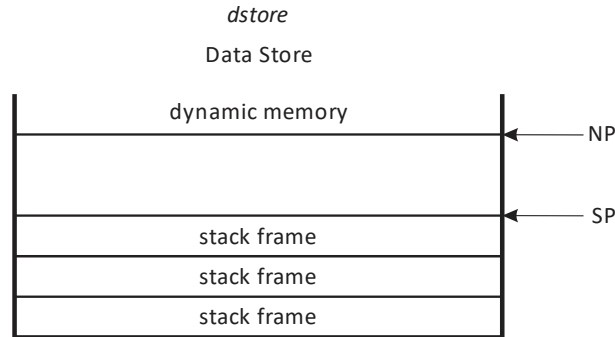 dstore
Data Store
dynamic memory
NP
SP
stack frame
stack frame
stack frame